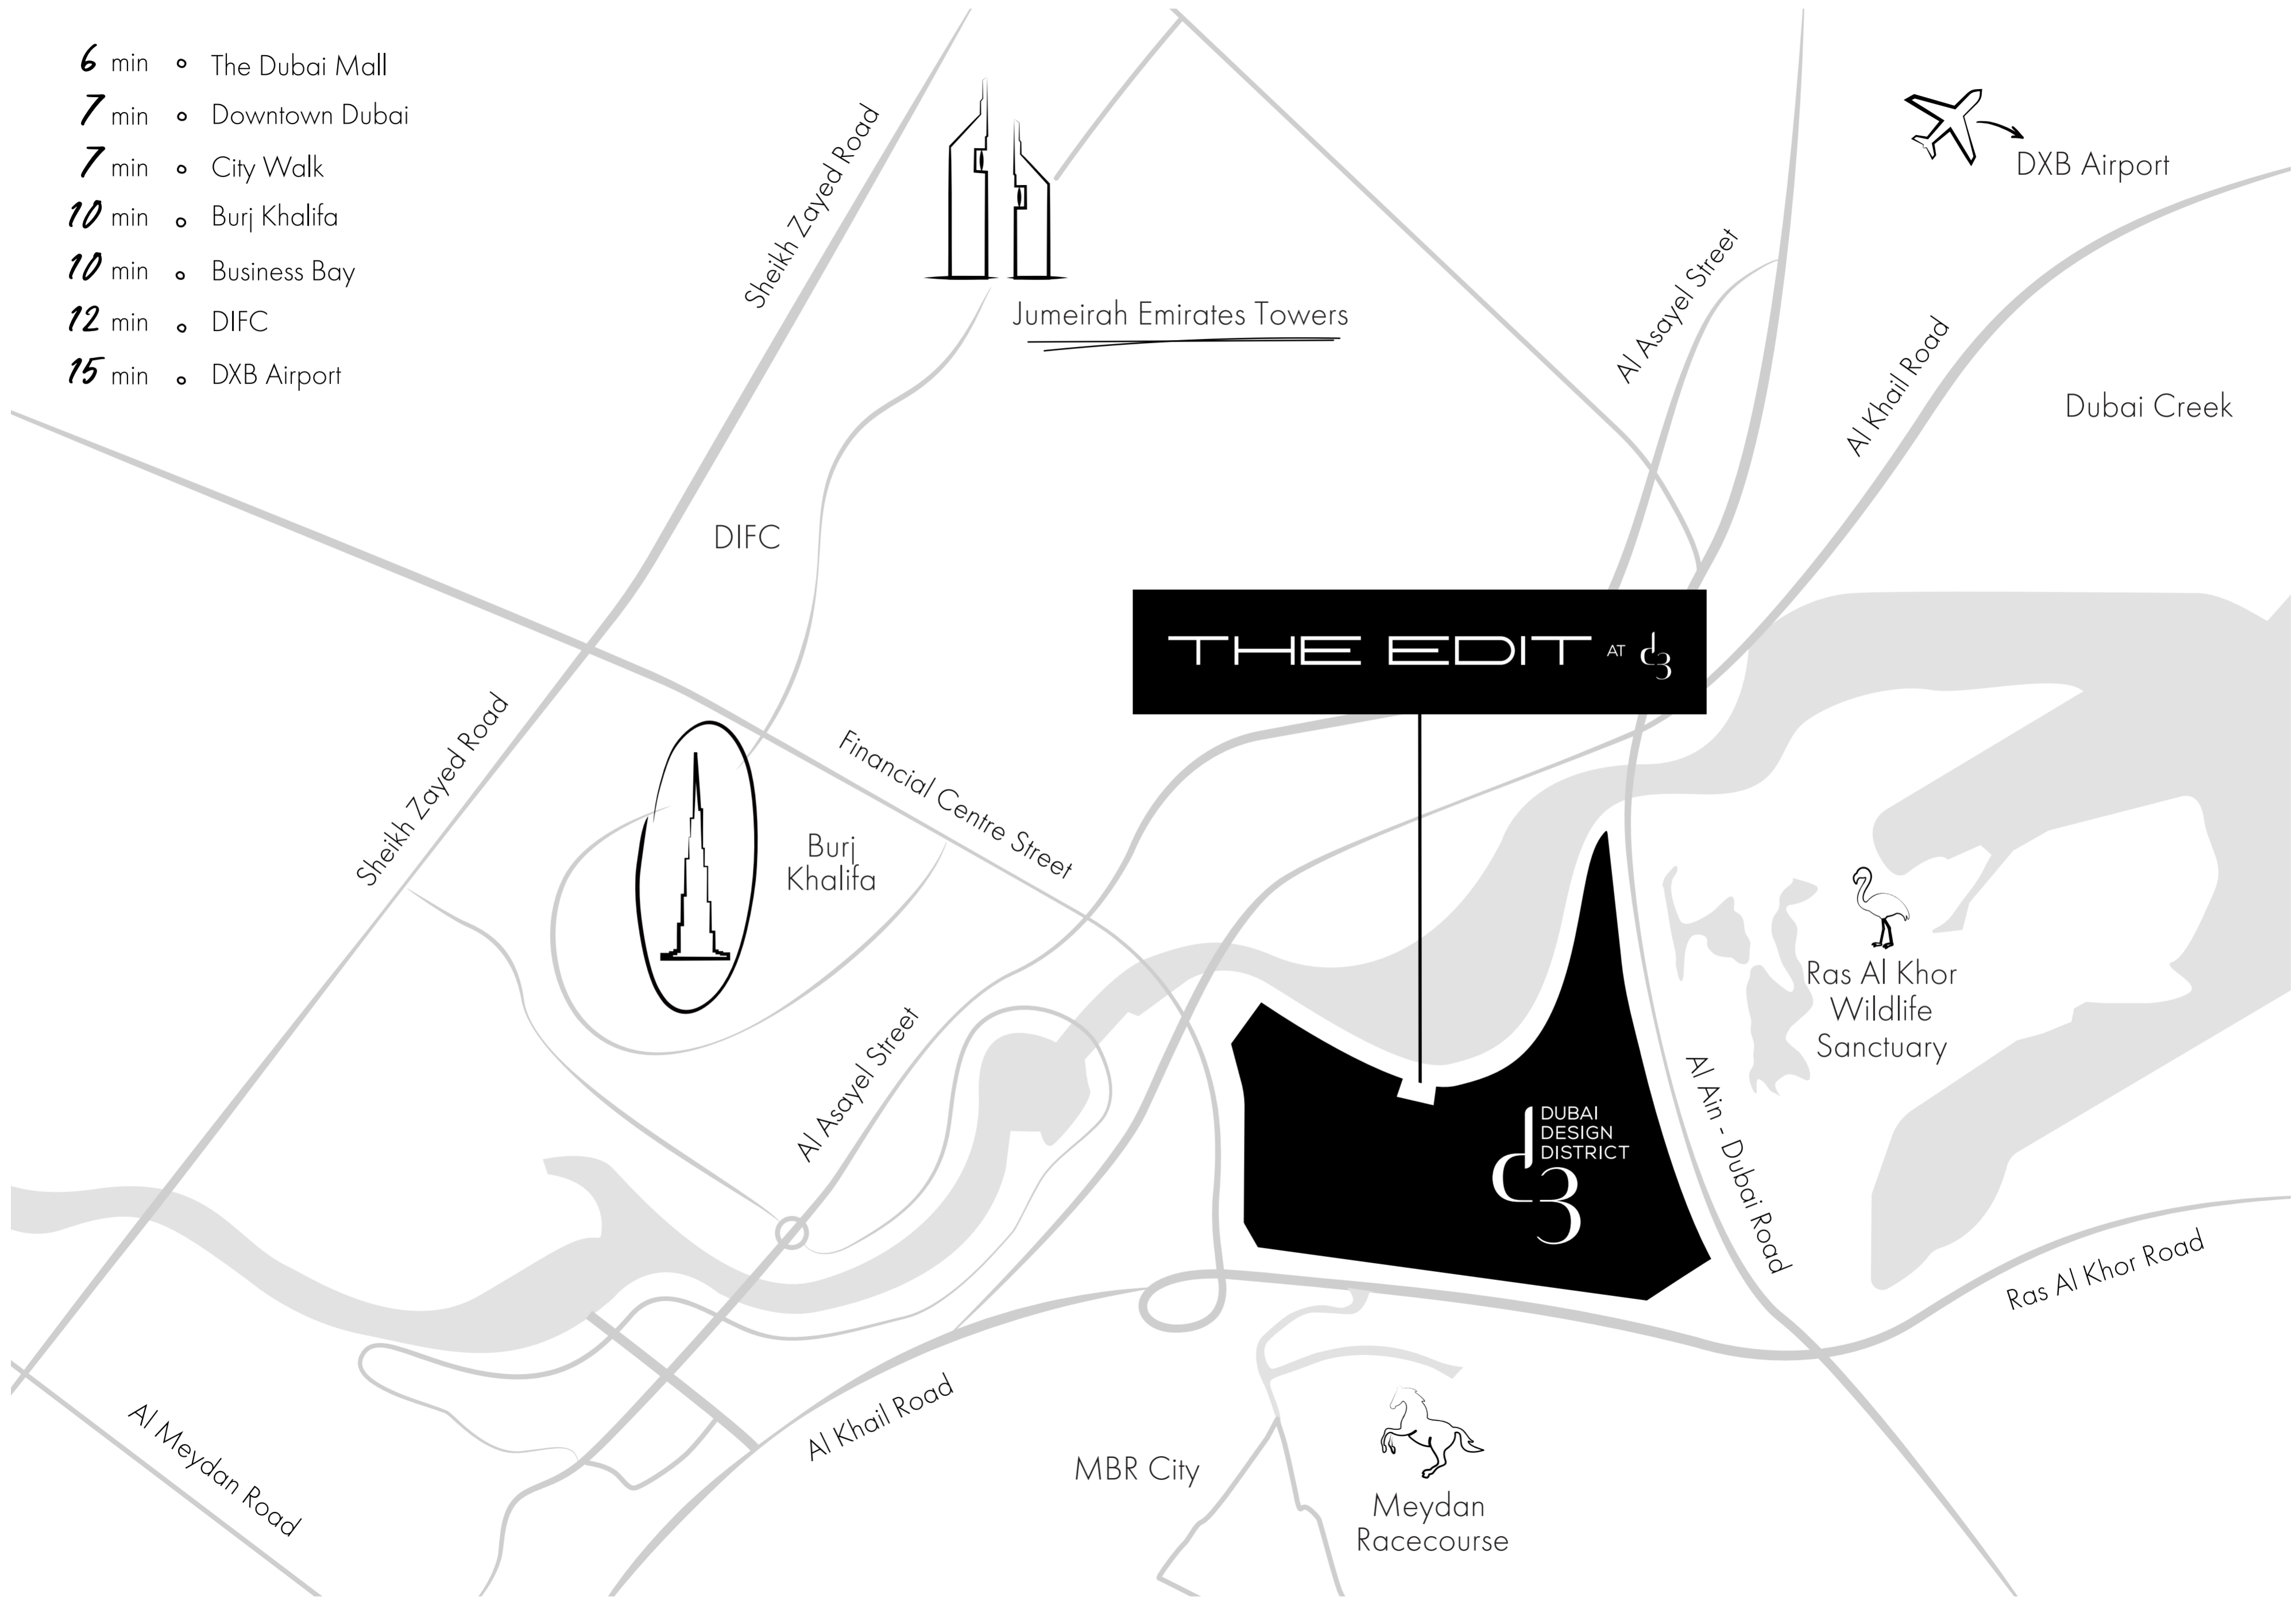 6 min The Dubai Mall
7 min Downtown Dubai
7 min City Walk
10 min Burj Khalifa
10 min Business Bay
12 min DIFC
15 min DXB Airport
Sheikh Zayed Road
Jumeirah Emirates Towers
DXB Airport
Al Asayel Street
Al Khail Road
Dubai Creek
DIFC
THE EDIT AT d3
Sheikh Zayed Road
Financial Centre Street
Burj
Khalifa
Ras Al Khor
Wildlife
Sanctuary
Al Asayel Street
DUBAI
DESIGN
DISTRICT
d3
Al Ain - Dubai Road
Ras Al Khor Road
Al Meydan Road
Al Khail Road
MBR City
Meydan
Racecourse